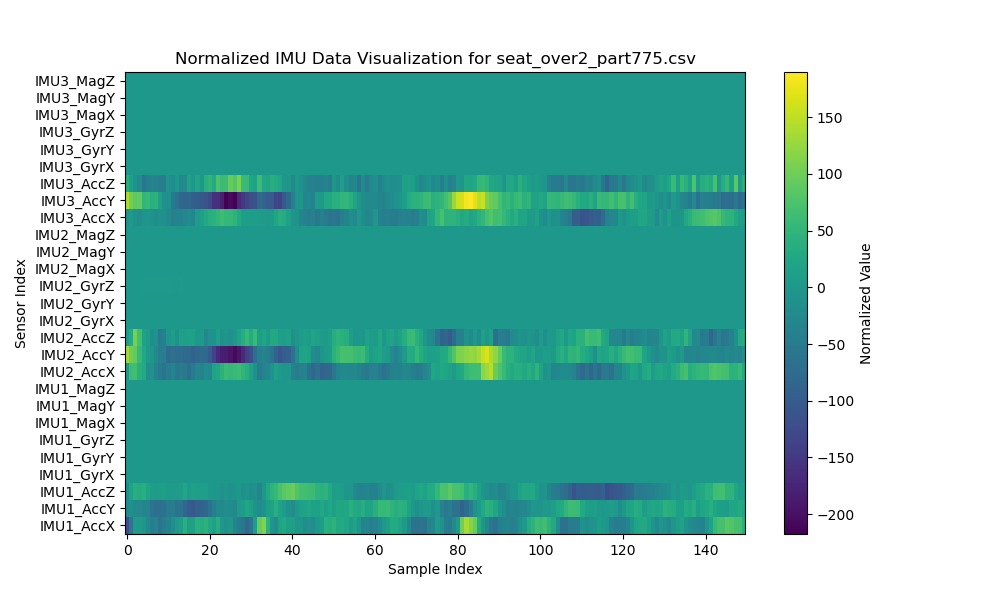 Normalized IMU Data Visualization for seat_over2_part775.csv
IMU3_MagZ
IMU3_MagY
IMU3_MagX
IMU3_GyrZ
IMU3_GyrY
IMU3_GyrX
IMU3_AccZ
IMU3_AccY
IMU3_AccX
IMU2_MagZ
IMU2_MagY
IMU2_MagX
IMU2_GyrZ
IMU2_GyrY
IMU2_GyrX
IMU2_AccZ
IMU2_AccY
IMU2_AccX
IMU1_MagZ
IMU1_MagY
IMU1_MagX
IMU1_GyrZ
IMU1_GyrY
IMU1_GyrX
IMU1_AccZ
IMU1_AccY
IMU1_AccX
Sensor Index
0 20 40 60 80 100 120 140
Sample Index
150
100
50
0
−50
−100
−150
−200
Normalized Value